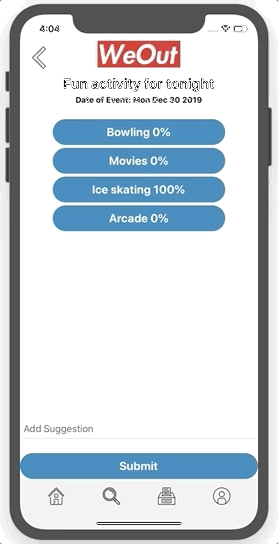 4:04
WeOut
Fun activity for tonight
Date of Event: Mon Dec 30 2019
Bowling 0%
Movies 0%
Ice skating 100%
Arcade 0%
Add Suggestion
Submit